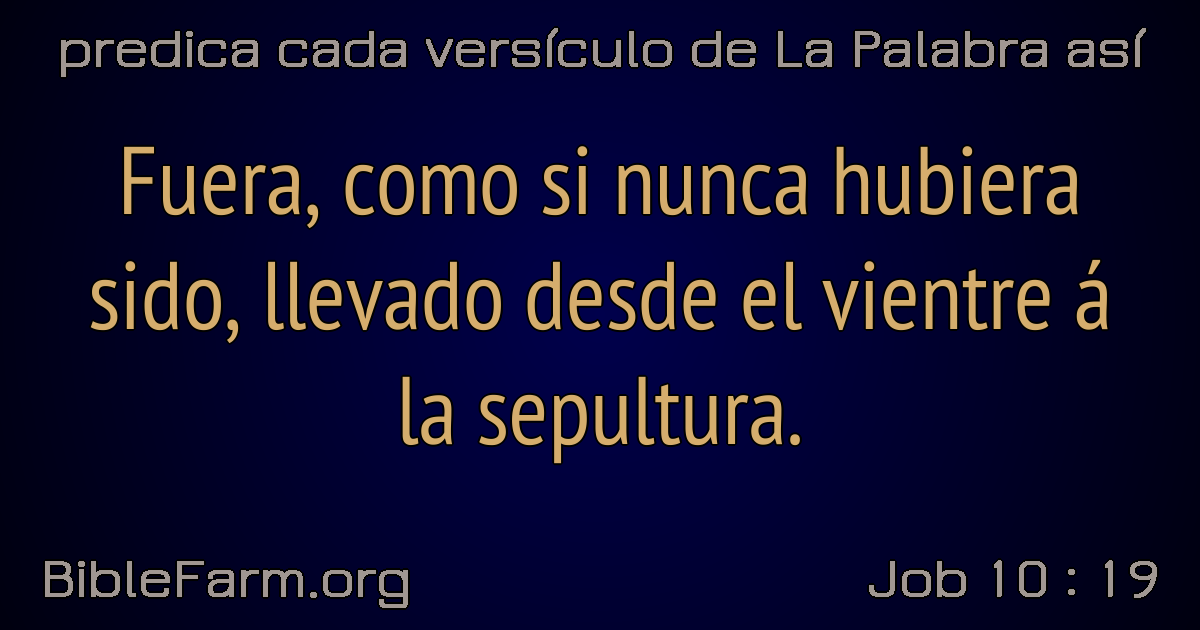 predica cada versículo de La Palabra así
Fuera, como si nunca hubiera
sido, llevado desde el vientre á
la sepultura.
BibleFarm.org
Job 10 : 19